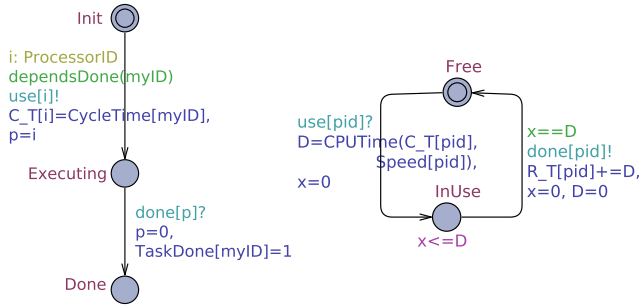 Init
i: ProcessorID
dependsDone(myID)
use[i]!
C_T[i]=CycleTime[myID],
p=i
Executing
done[p]?
p=0,
TaskDone[myID]=1
Done
Free
use[pid]?
D=CPUTime(C_T[pid],
Speed[pid]),
x=0
x==D
done[pid]!
R_T[pid]+=D,
x=0, D=0
InUse
x<=D